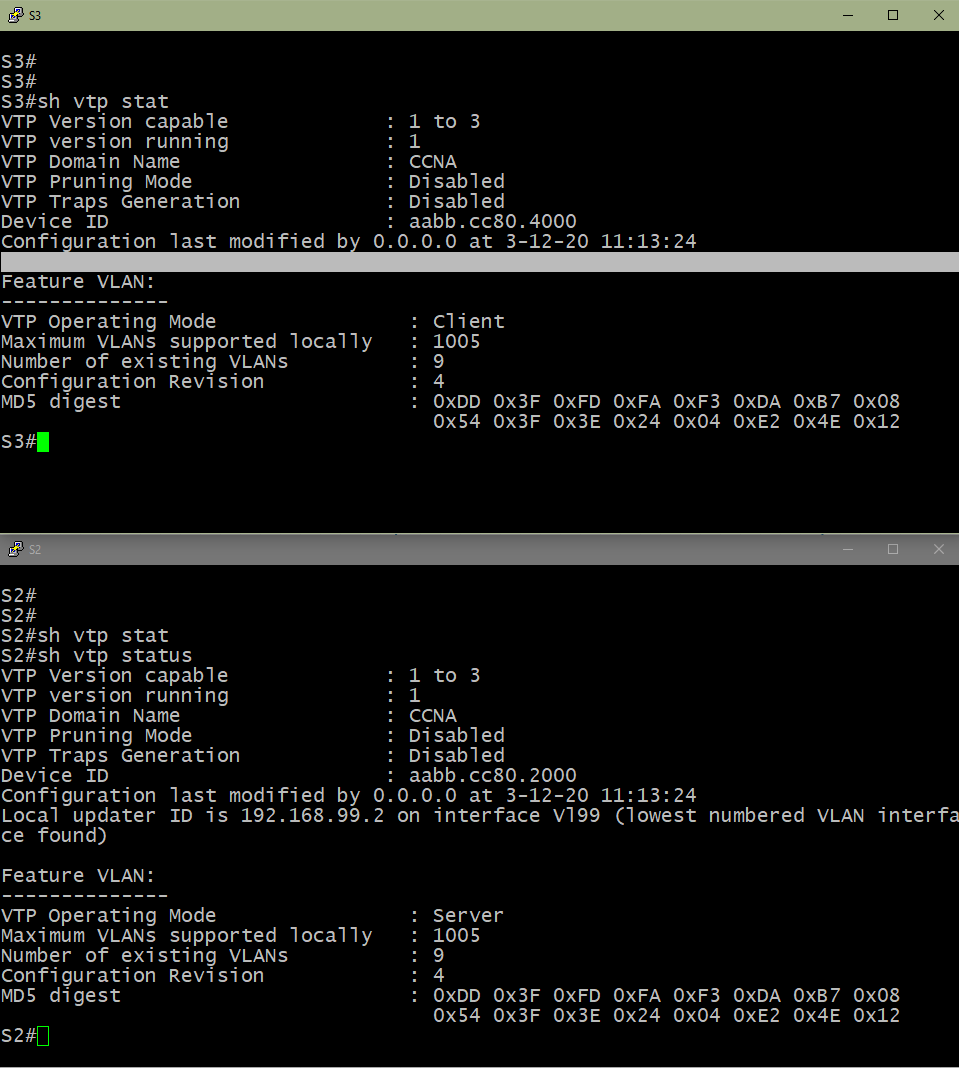 S3
S3#
S3#
S3#sh vtp stat
VTP Version capable             : 1 to 3
VTP version running             : 1
VTP Domain Name                 : CCNA
VTP Pruning Mode                : Disabled
VTP Traps Generation            : Disabled
Device ID                       : aabb.cc80.4000
Configuration last modified by 0.0.0.0 at 3-12-20 11:13:24
Feature VLAN:
--------------
VTP Operating Mode                : Client
Maximum VLANs supported locally   : 1005
Number of existing VLANs          : 9
Configuration Revision            : 4
MD5 digest                        : 0xDD 0x3F 0xFD 0xFA 0xF3 0xDA 0xB7 0x08
                                    0x54 0x3F 0x3E 0x24 0x04 0xE2 0x4E 0x12
S3#
S2
S2#
S2#
S2#sh vtp stat
S2#sh vtp status
VTP Version capable             : 1 to 3
VTP version running             : 1
VTP Domain Name                 : CCNA
VTP Pruning Mode                : Disabled
VTP Traps Generation            : Disabled
Device ID                       : aabb.cc80.2000
Configuration last modified by 0.0.0.0 at 3-12-20 11:13:24
Local updater ID is 192.168.99.2 on interface Vl99 (lowest numbered VLAN interfa
ce found)
Feature VLAN:
--------------
VTP Operating Mode                : Server
Maximum VLANs supported locally   : 1005
Number of existing VLANs          : 9
Configuration Revision            : 4
MD5 digest                        : 0xDD 0x3F 0xFD 0xFA 0xF3 0xDA 0xB7 0x08
                                    0x54 0x3F 0x3E 0x24 0x04 0xE2 0x4E 0x12
S2#